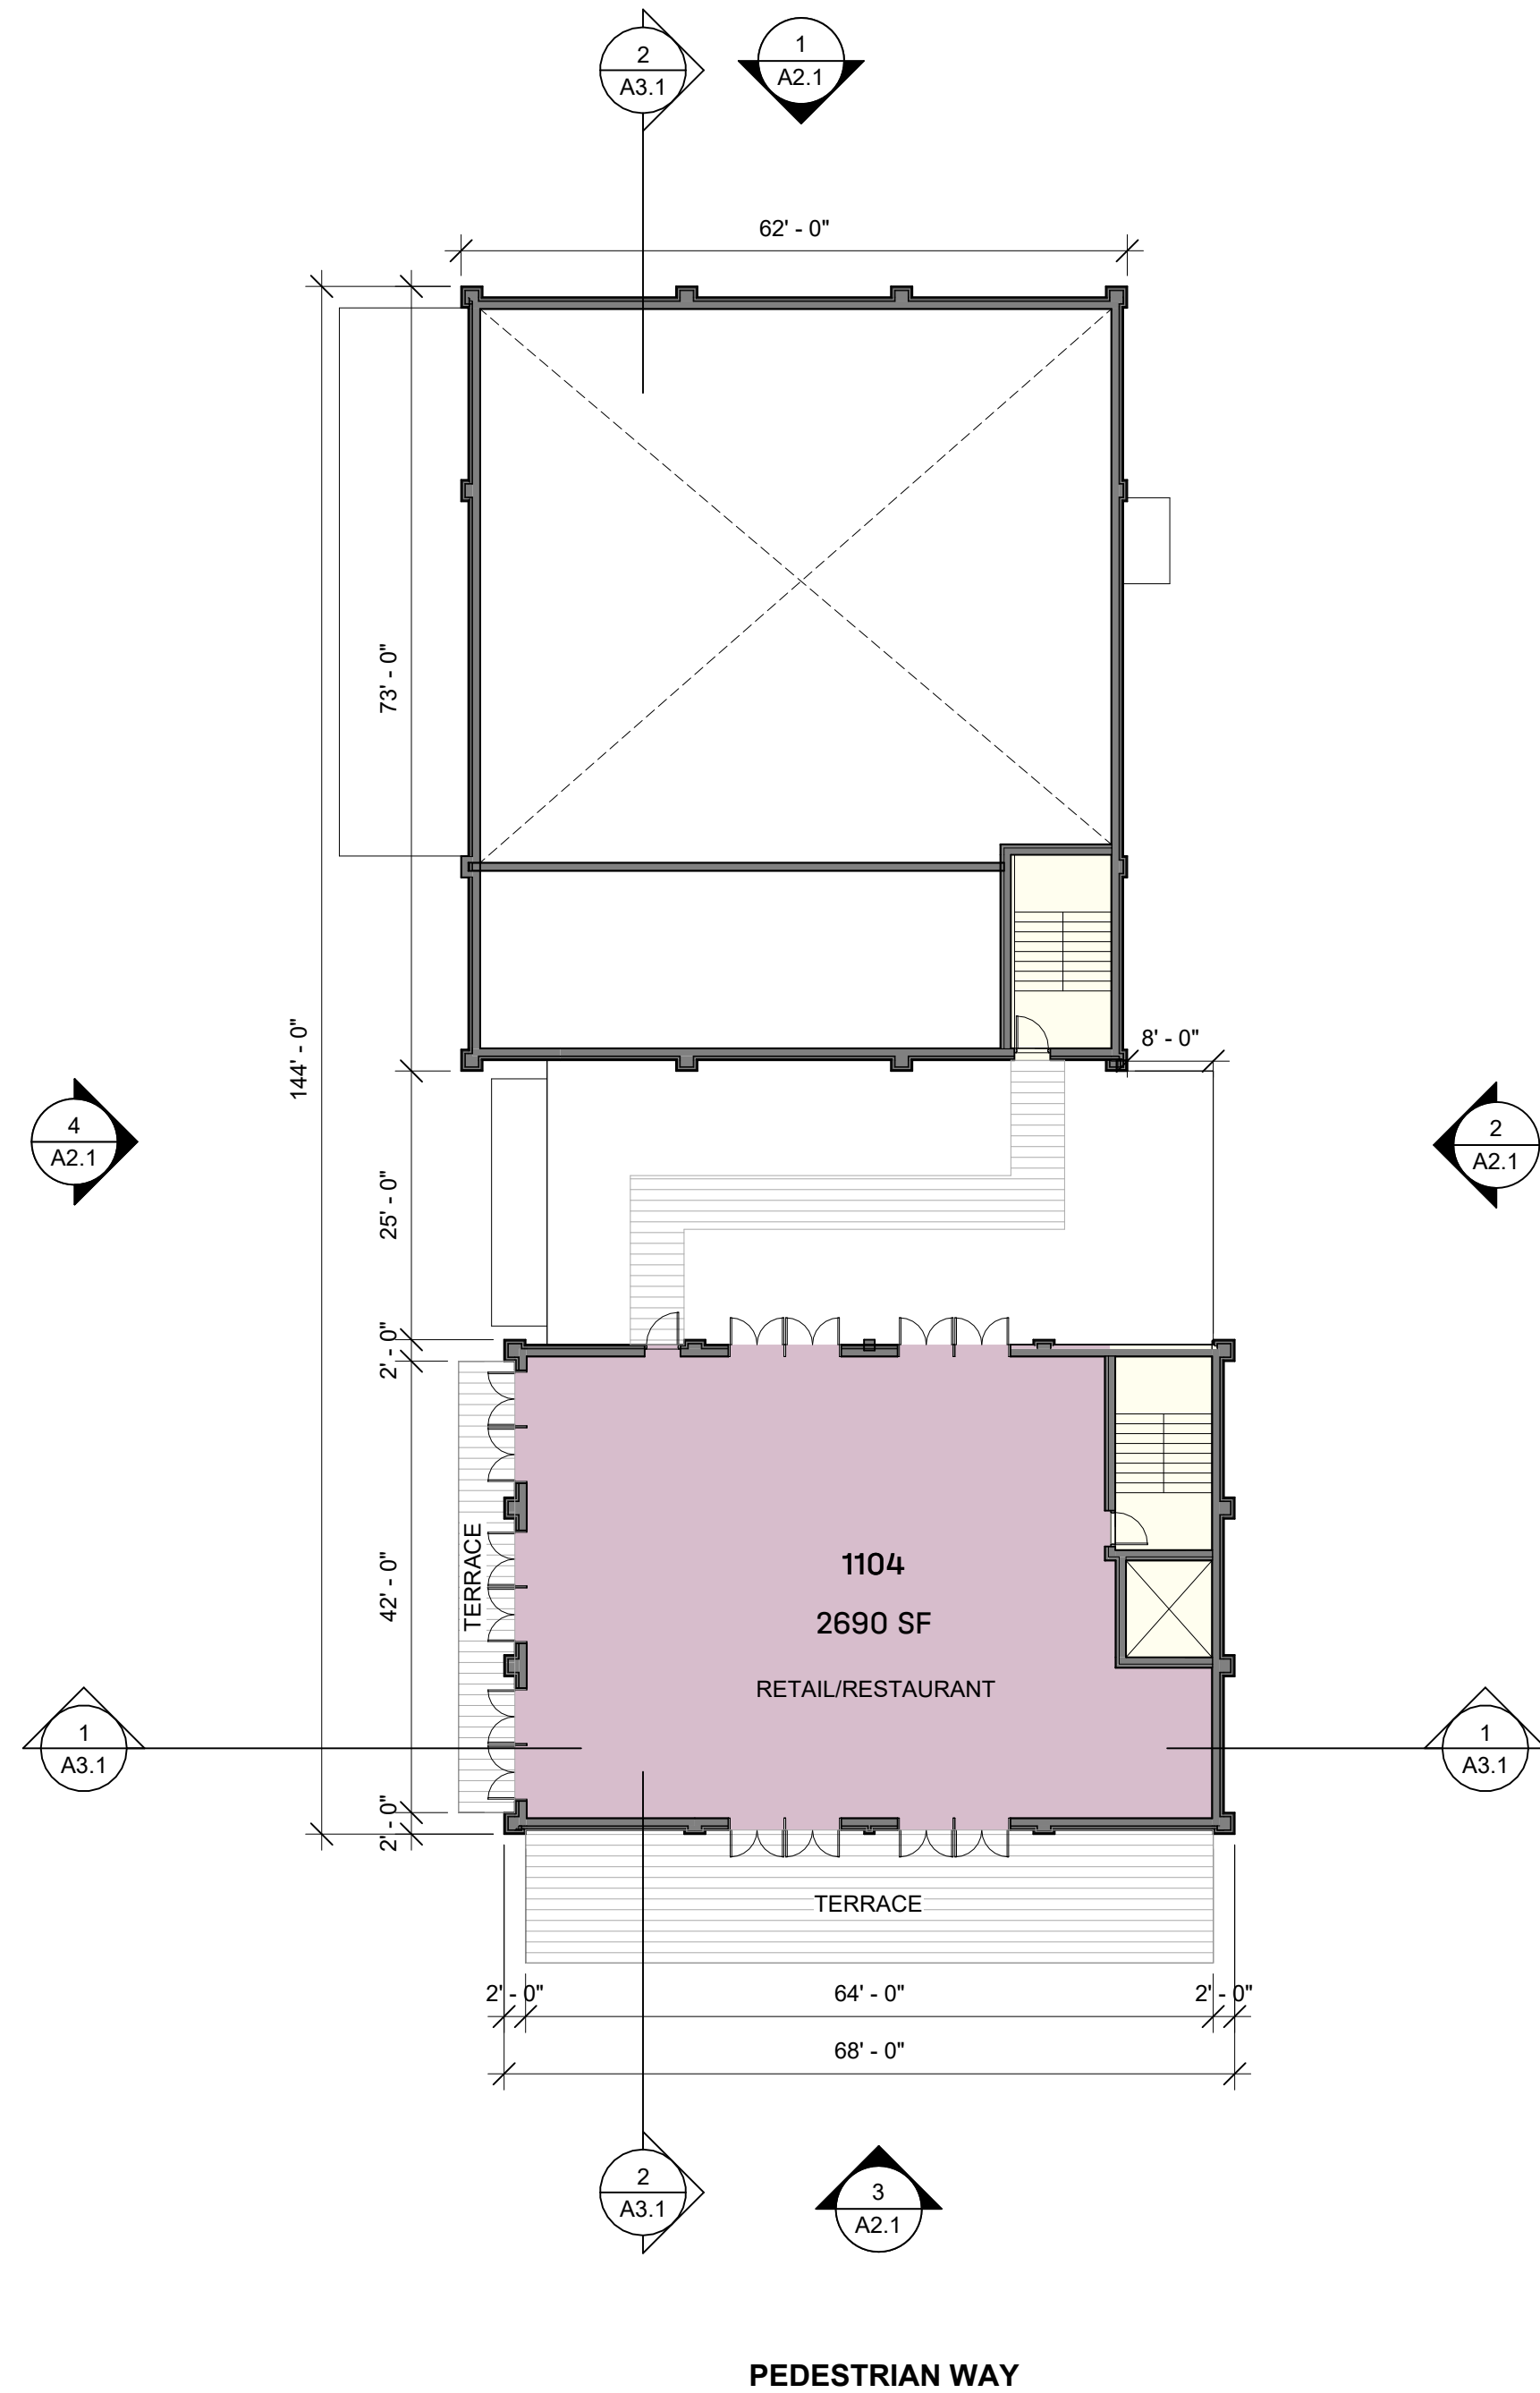 2
A3.1
1
A2.1
62' - 0"
73' - 0"
144' - 0"
8' - 0"
4
A2.1
2
A2.1
25' - 0"
2' - 0"
42' - 0"
TERRACE
1104
2690 SF
RETAIL/RESTAURANT
1
A3.1
1
A3.1
2' - 0"
TERRACE
2' - 0"
64' - 0"
2' - 0"
68' - 0"
2
A3.1
3
A2.1
PEDESTRIAN WAY